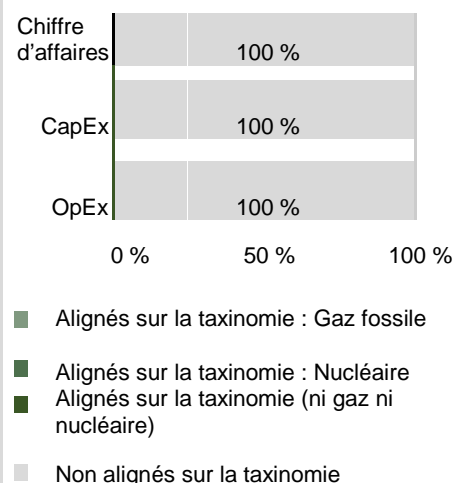 Chiffre
d'affaires
100 %
CapEx
100 %
OpEx
100 %
0 %
50 %
100 %
Alignés sur la taxinomie : Gaz fossile
Alignés sur la taxinomie : Nucléaire
Alignés sur la taxinomie (ni gaz ni
nucléaire)
Non alignés sur la taxinomie